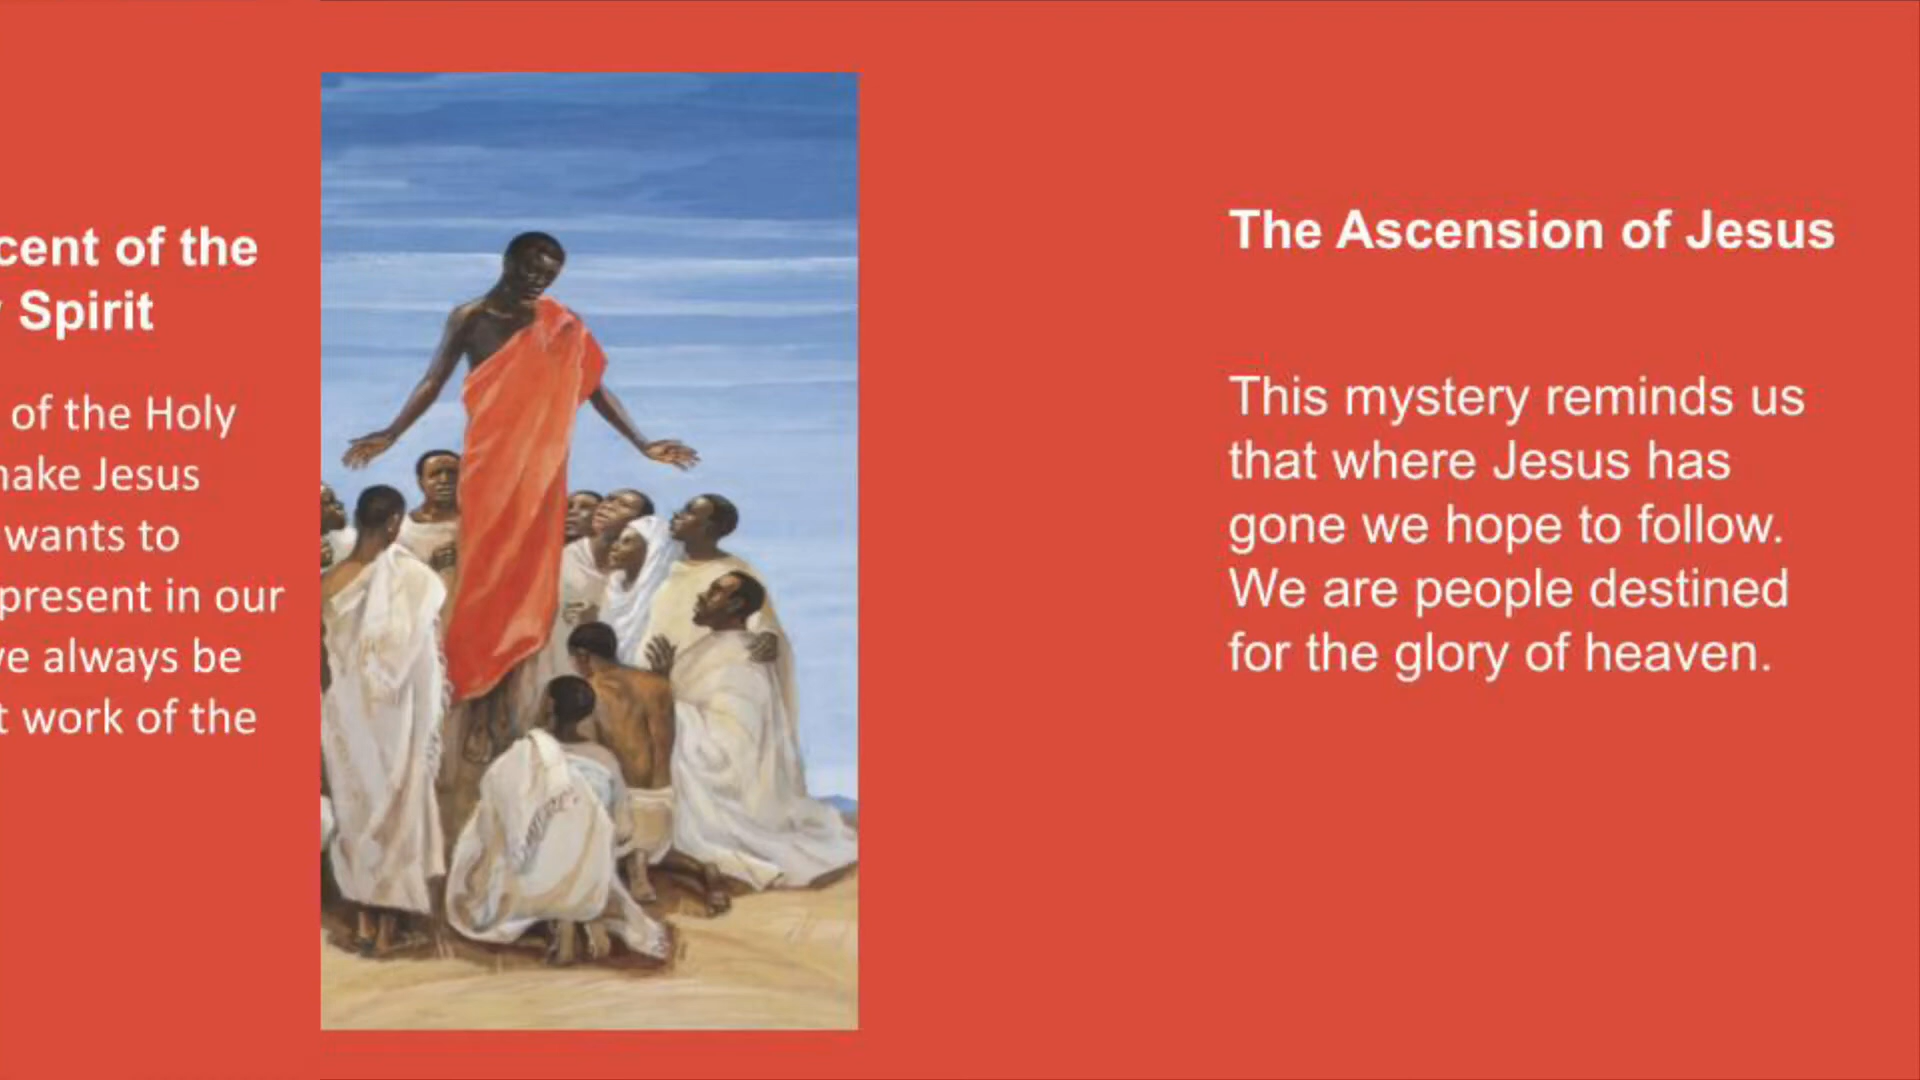 cent of the
Spirit
of the Holy
make Jesus
wants to
present in our
always be
work of the
The Ascension of Jesus
This mystery reminds us
that where Jesus has
gone we hope to follow.
We are people destined
for the glory of heaven.